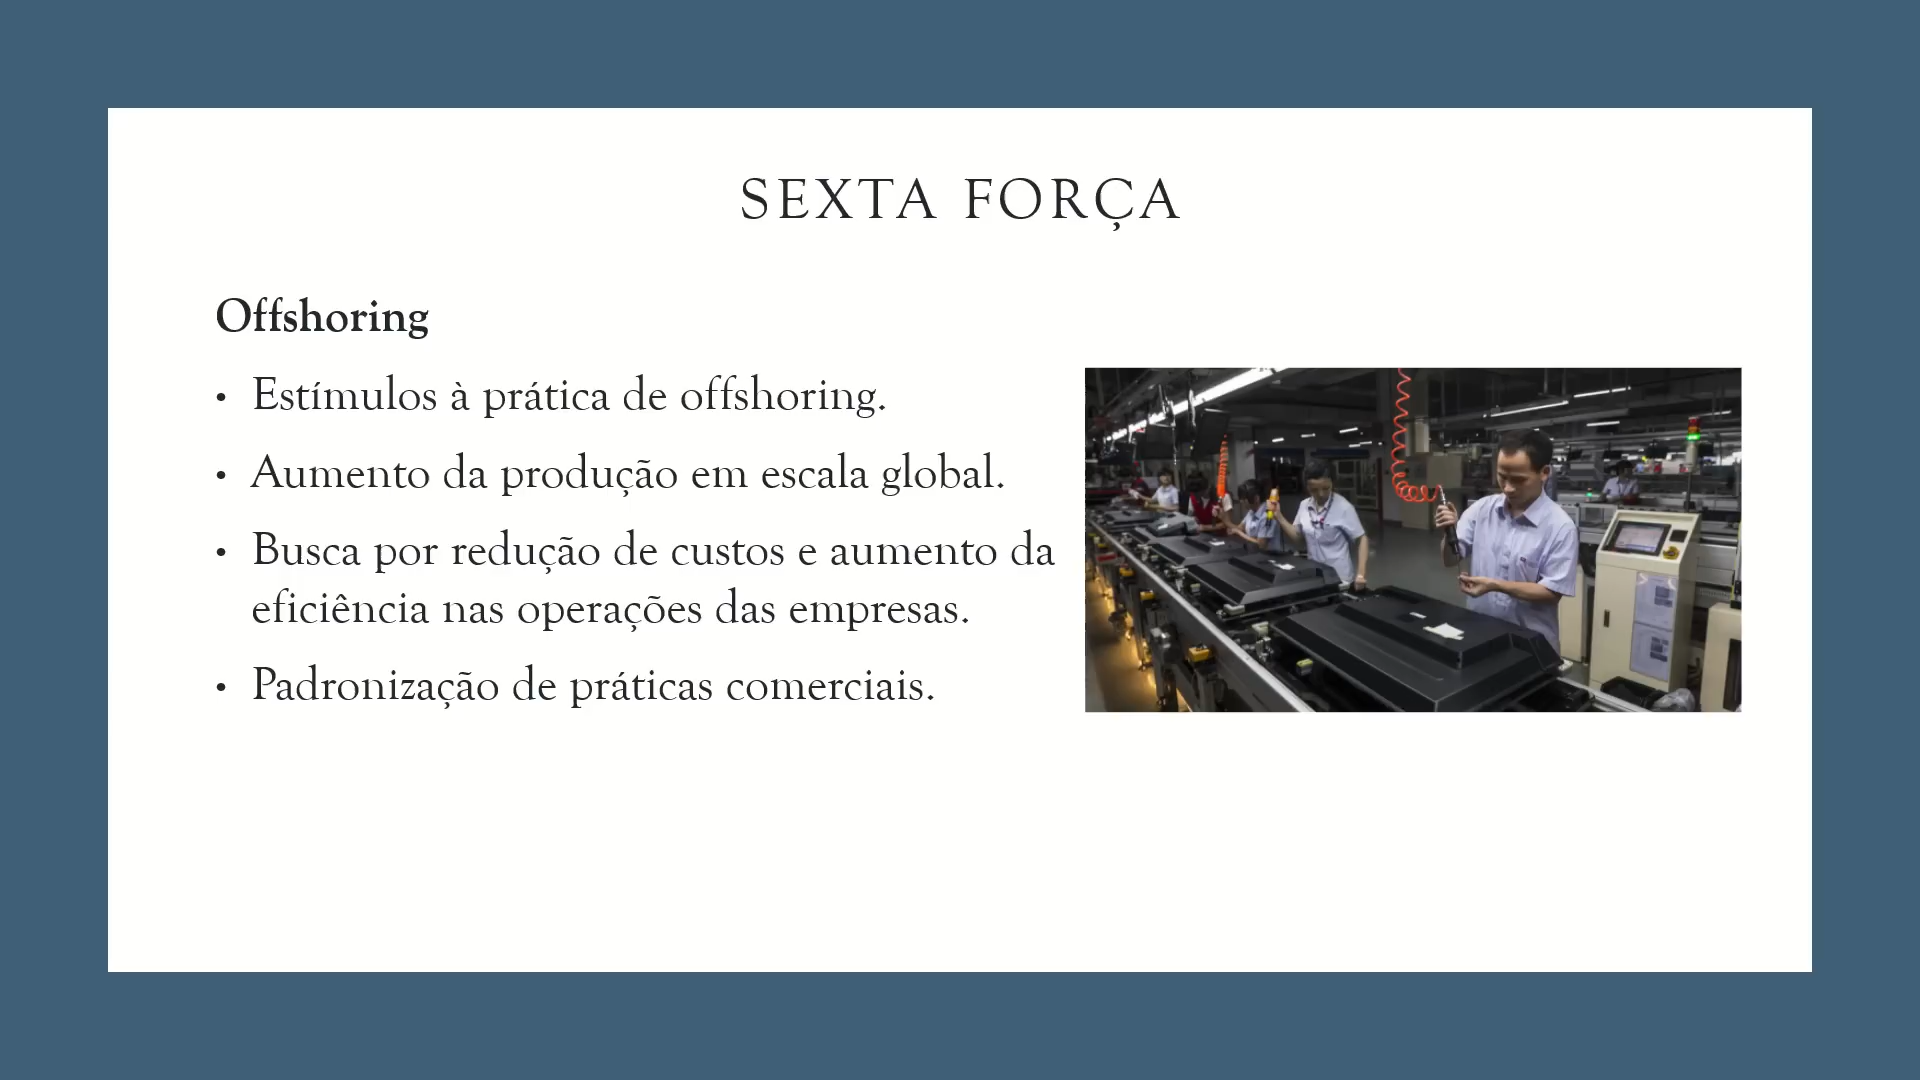 SEXTA FORÇA
Offshoring
• Estímulos à prática de offshoring.
• Aumento da produção em escala global.
• Busca por redução de custos e aumento da
eficiência nas operações das empresas.
• Padronização de práticas comerciais.